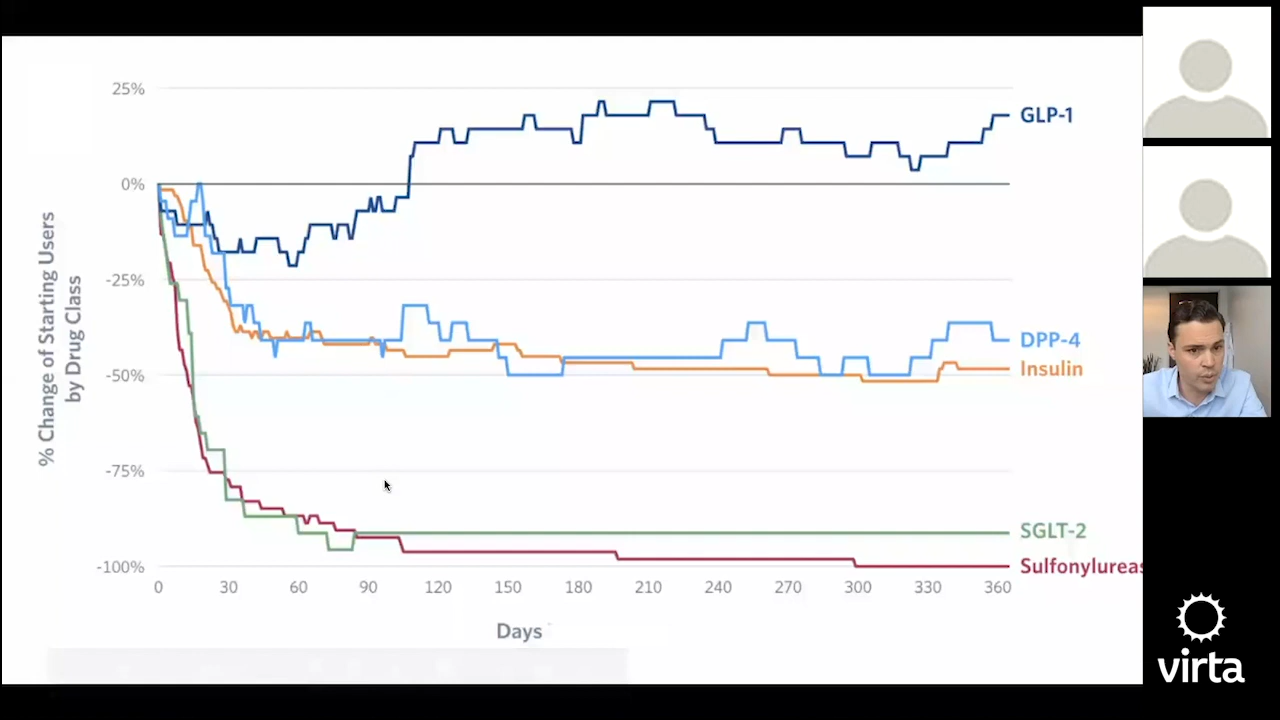 25%
0%
-25%
-50%
-75%
-100%
% Change of Starting Users
by Drug Class
0 30 60 90 120 150 180 210 240 270 300 330 360
Days
GLP-1
DPP-4
Insulin
SGLT-2
Sulfonylureas
virta